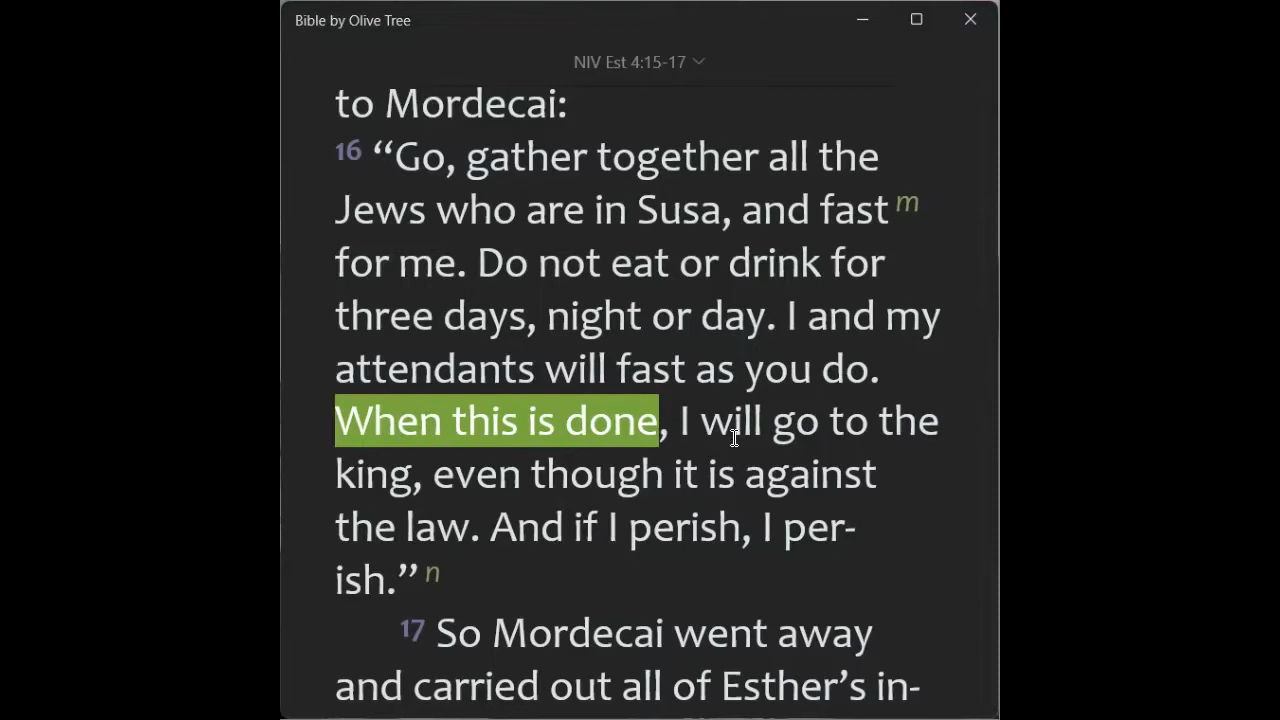 Bible by Olive Tree
NIV Est 4:15-17
to Mordecai:
16 “Go, gather together all the
Jews who are in Susa, and fast m
for me. Do not eat or drink for
three days, night or day. I and my
attendants will fast as you do.
When this is done, I will go to the
king, even though it is against
the law. And if I perish, I per-
ish.” n
17 So Mordecai went away
and carried out all of Esther’s in-